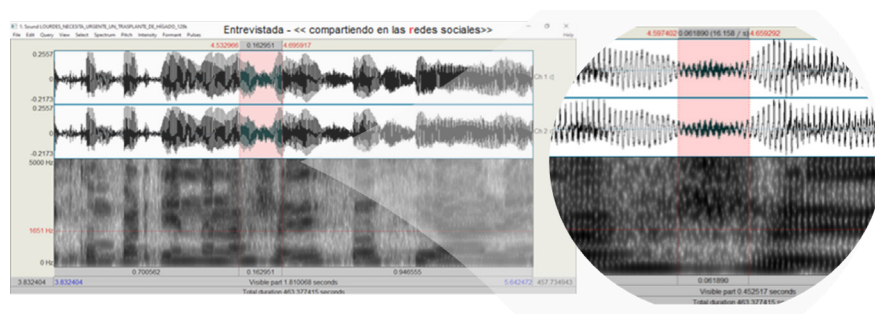 1. Sound LOURDES_NECESITA_URGENTE_UN_TRASPLANTE_DE_HÍGADO_120k
Entrevistada - << compartiendo en las redes sociales>>
File Edit Query View Select Spectrum Pitch Intensity Formant Pulses Help
4.532966 0.162951 4.695917
4.597402 0.061890 (16.158 / s) 4.659292
0.2557
0
-0.2173
0.2557
0
-0.2173
Ch 1
Ch 2
5000 Hz
1651 Hz
0 Hz
0.700562 0.162951 0.946555
0.061890
3.832404 3.832404 Visible part 1.810068 seconds 5.642472 457.734943
Visible part 0.452517 seconds
Total duration 463.377415 seconds
Total duration 463.377415 seconds